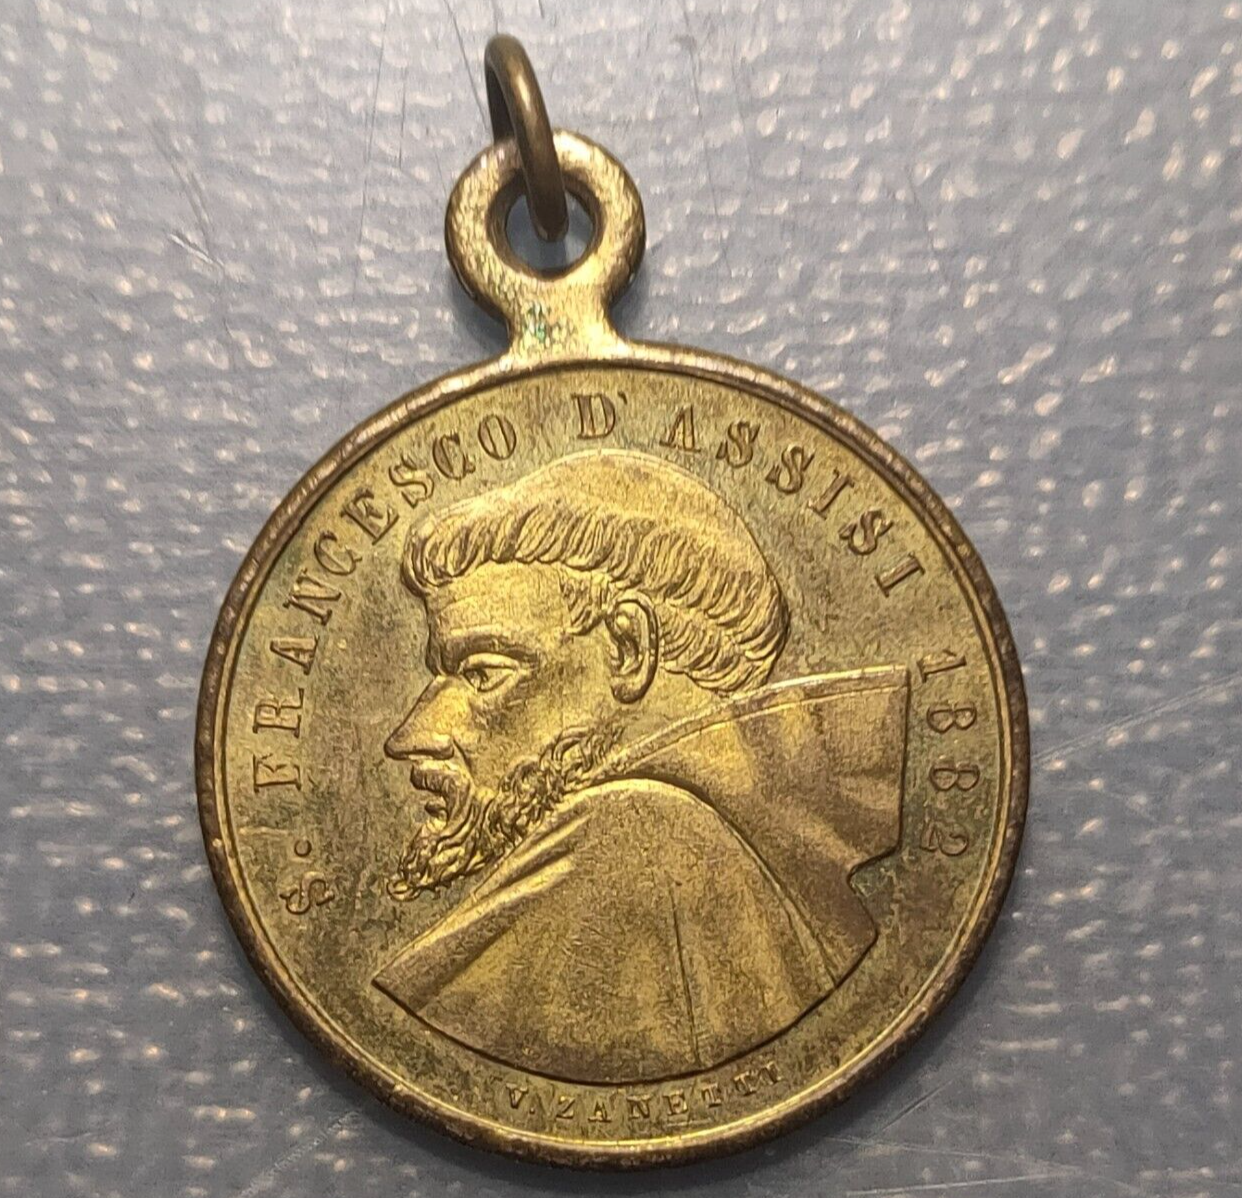 S. FRANCESCO D'ASSISI 1882
V. ZANETTI